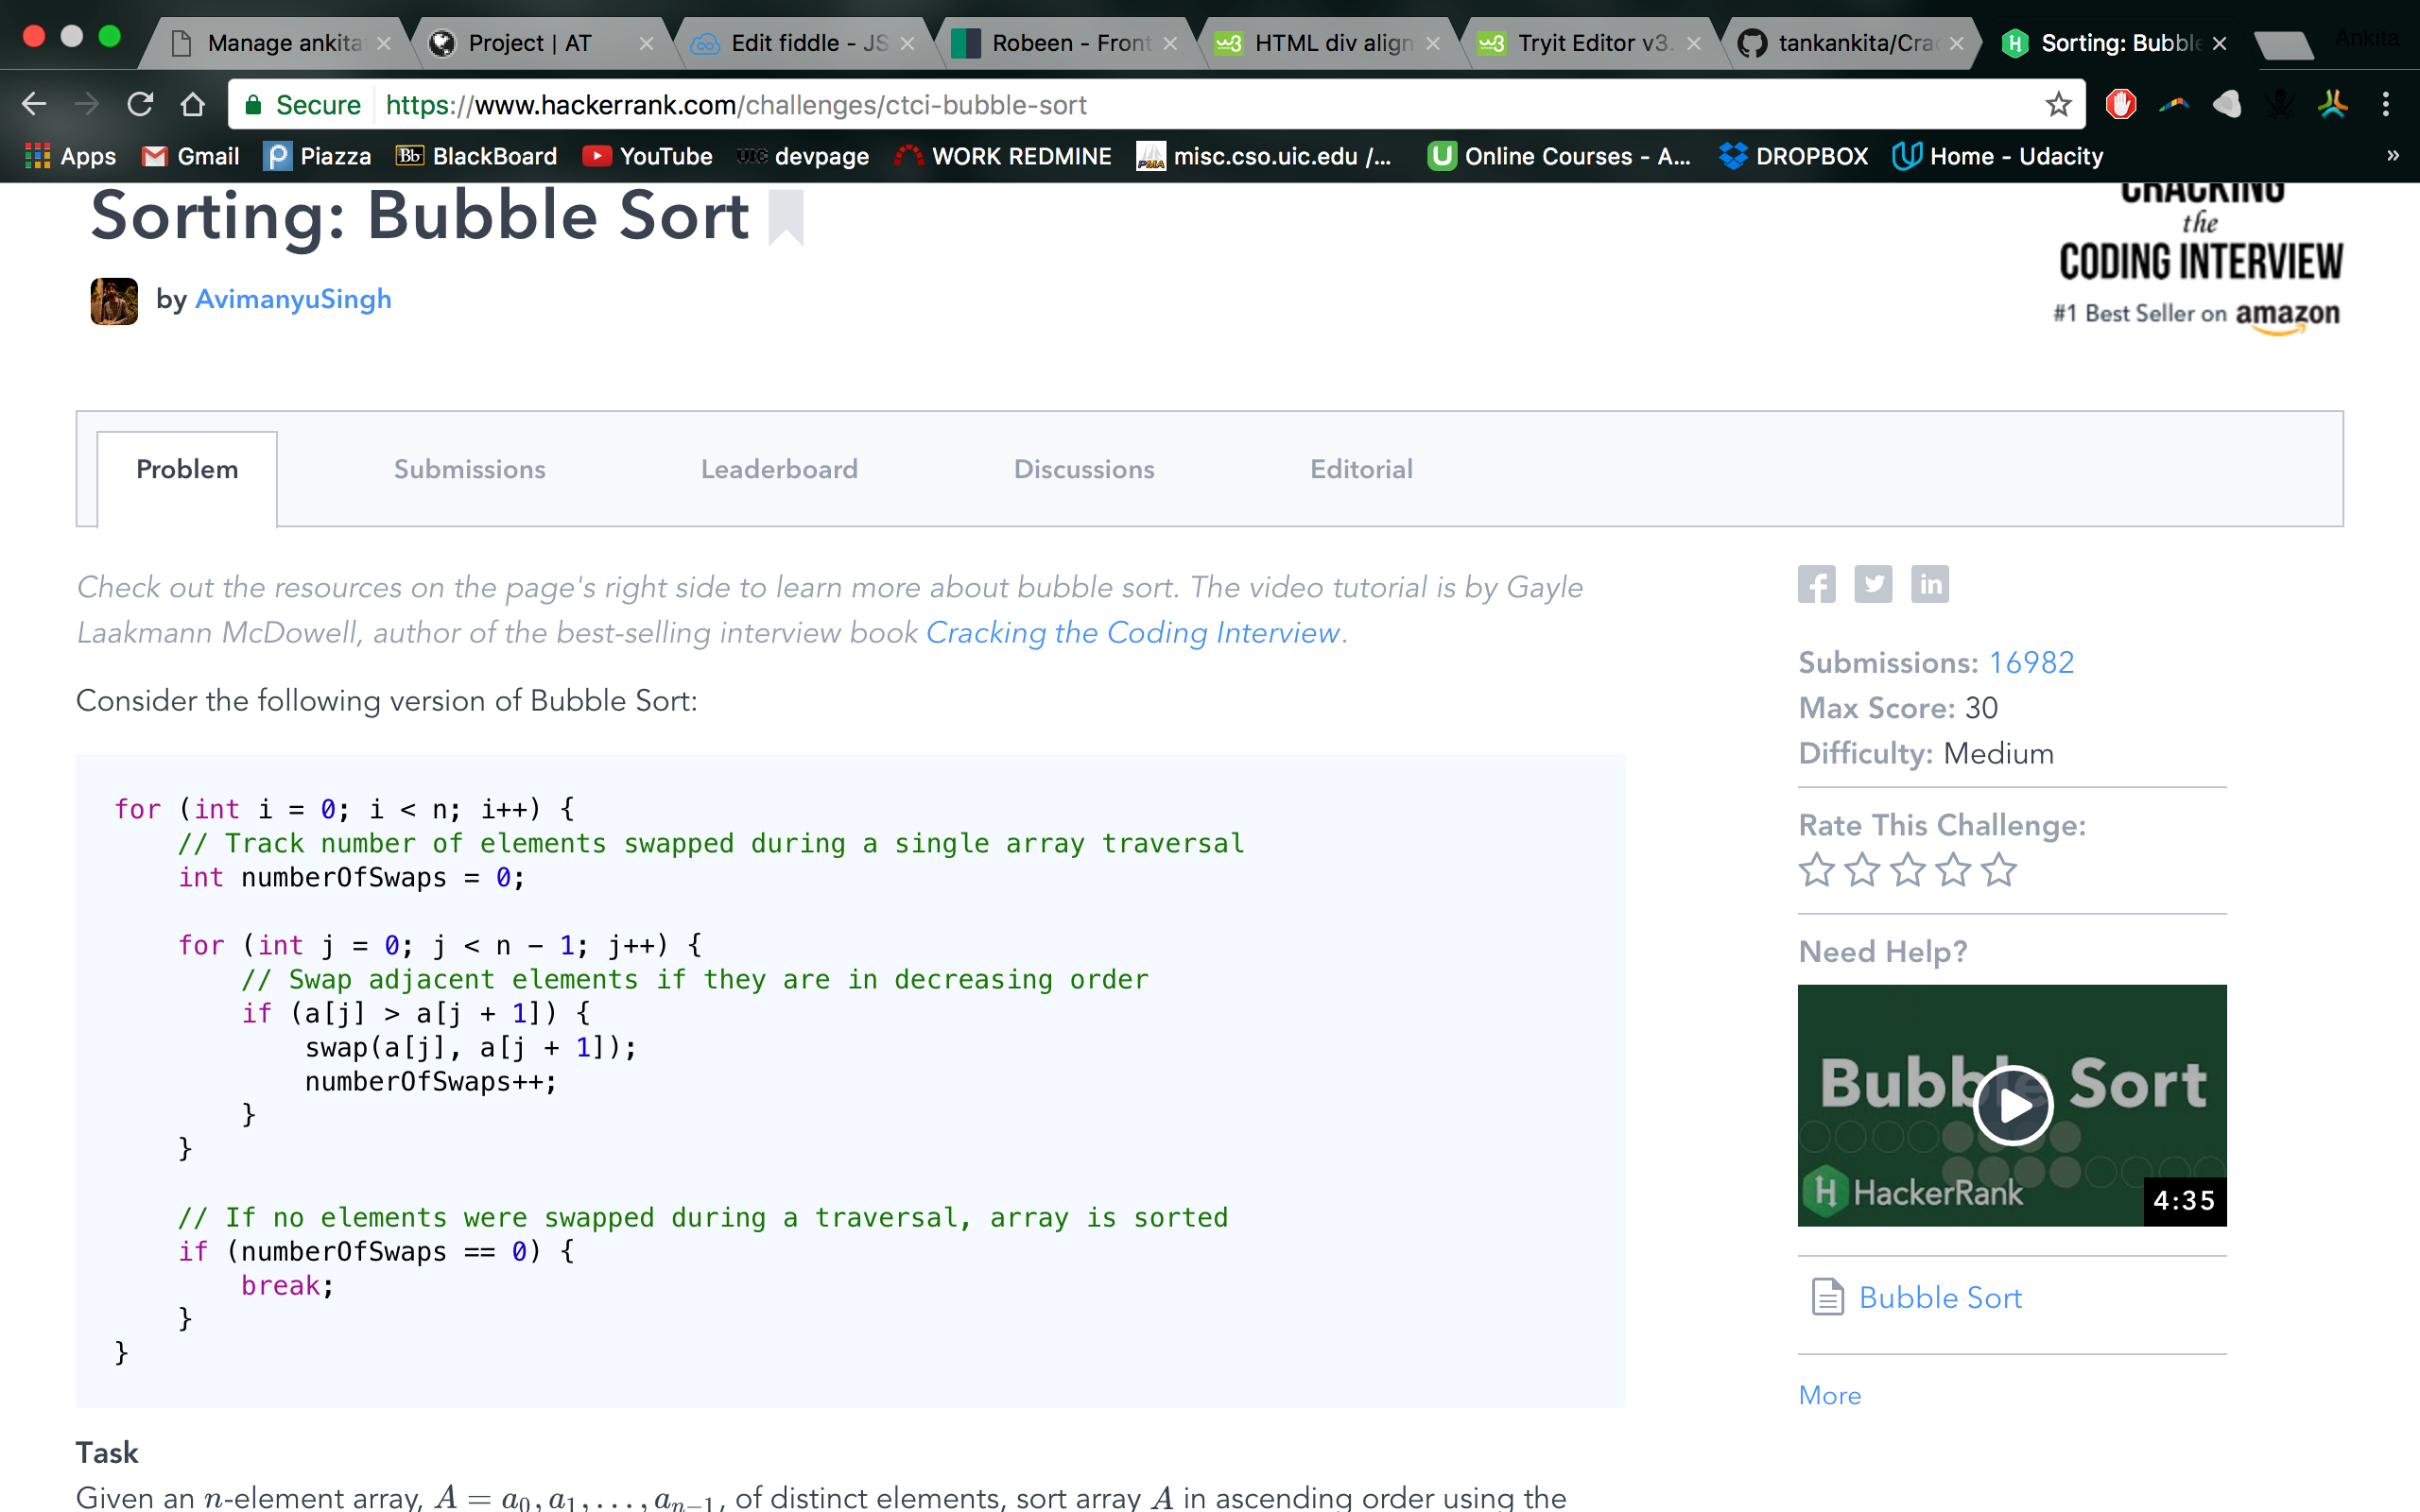 Manage ankita
Project | AT
Edit fiddle - JS
Robeen - Front
HTML div align
Tryit Editor v3.
tankankita/Cra
Sorting: Bubble
Ankita
Secure https://www.hackerrank.com/challenges/ctci-bubble-sort
Apps Gmail Piazza BlackBoard YouTube devpage WORK REDMINE misc.cso.uic.edu /... Online Courses - A... DROPBOX Home - Udacity »
Sorting: Bubble Sort
by AvimanyuSingh
CRACKING
the
CODING INTERVIEW
#1 Best Seller on amazon
Problem Submissions Leaderboard Discussions Editorial
Check out the resources on the page's right side to learn more about bubble sort. The video tutorial is by Gayle
Laakmann McDowell, author of the best-selling interview book Cracking the Coding Interview.
Consider the following version of Bubble Sort:
for (int i = 0; i < n; i++) {
    // Track number of elements swapped during a single array traversal
    int numberOfSwaps = 0;
    for (int j = 0; j < n - 1; j++) {
        // Swap adjacent elements if they are in decreasing order
        if (a[j] > a[j + 1]) {
            swap(a[j], a[j + 1]);
            numberOfSwaps++;
        }
    }
    // If no elements were swapped during a traversal, array is sorted
    if (numberOfSwaps == 0) {
        break;
    }
}
Task
Given an n-element array, A = a0, a1, . . . , an−1, of distinct elements, sort array A in ascending order using the
Submissions: 16982
Max Score: 30
Difficulty: Medium
Rate This Challenge:
Need Help?
Bubble Sort
HackerRank
4:35
Bubble Sort
More